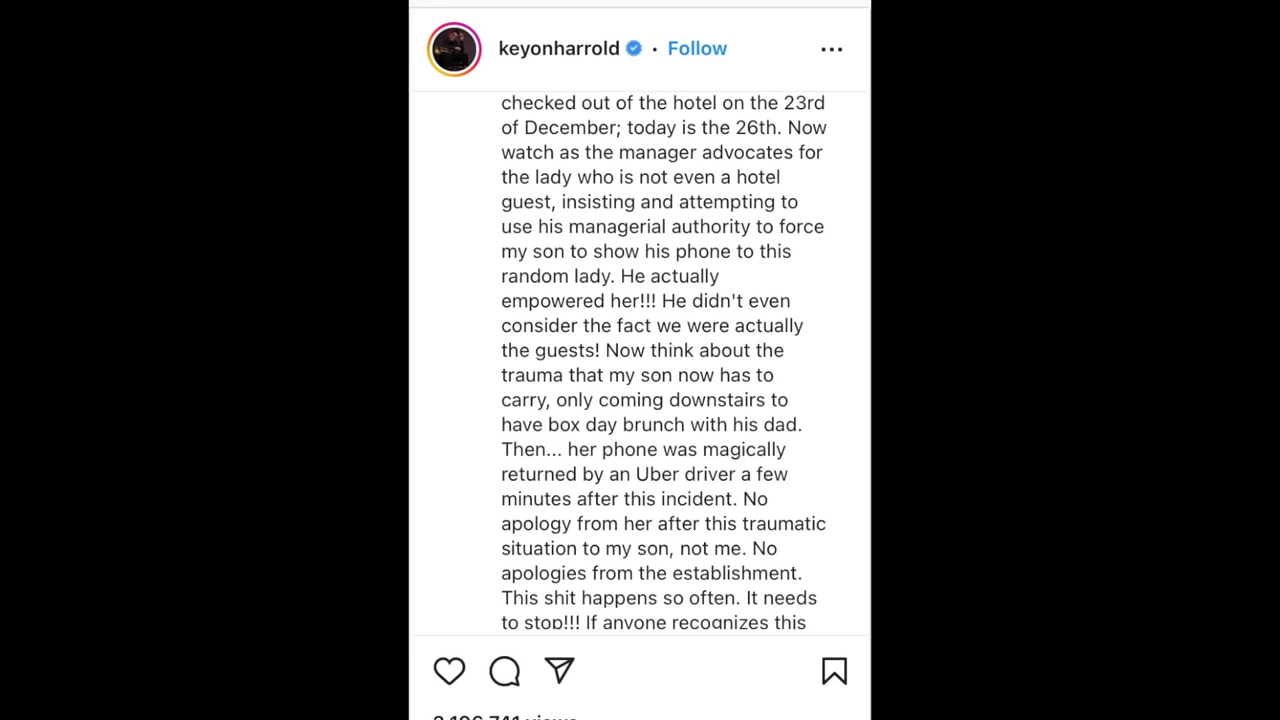 keyonharrold • Follow
checked out of the hotel on the 23rd
of December; today is the 26th. Now
watch as the manager advocates for
the lady who is not even a hotel
guest, insisting and attempting to
use his managerial authority to force
my son to show his phone to this
random lady. He actually
empowered her!!! He didn't even
consider the fact we were actually
the guests! Now think about the
trauma that my son now has to
carry, only coming downstairs to
have box day brunch with his dad.
Then... her phone was magically
returned by an Uber driver a few
minutes after this incident. No
apology from her after this traumatic
situation to my son, not me. No
apologies from the establishment.
This shit happens so often. It needs
to stop!!! If anyone recognizes this
views